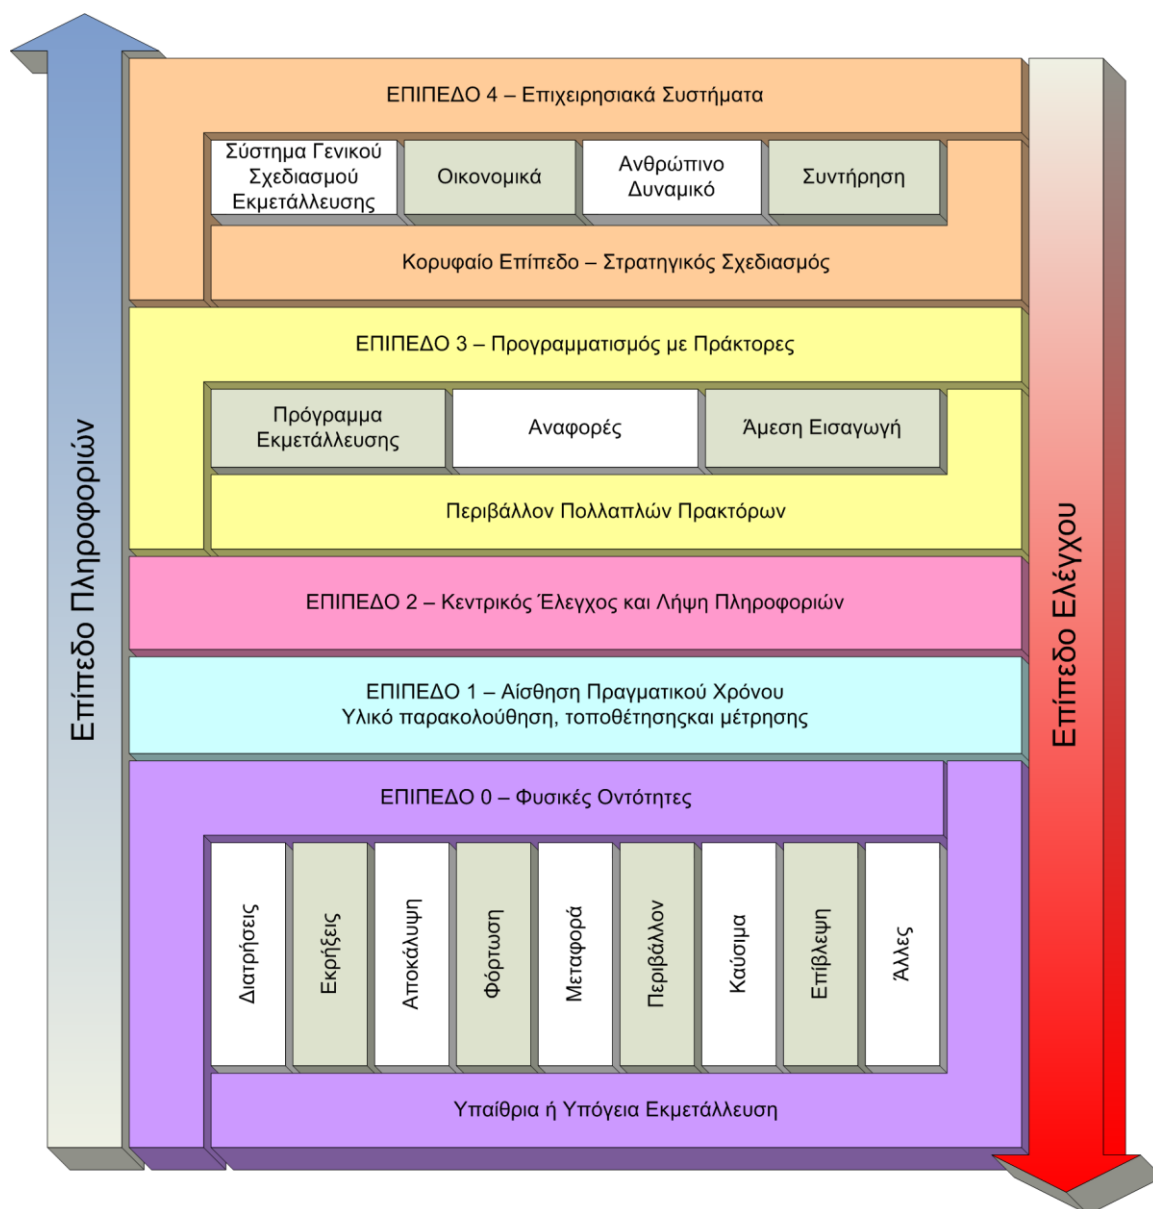 ΕΠΙΠΕΔΟ 4 – Επιχειρησιακά Συστήματα
Σύστημα Γενικού
Σχεδιασμού
Εκμετάλλευσης
Οικονομικά
Ανθρώπινο
Δυναμικό
Συντήρηση
Κορυφαίο Επίπεδο – Στρατηγικός Σχεδιασμός
ΕΠΙΠΕΔΟ 3 – Προγραμματισμός με Πράκτορες
Πρόγραμμα
Εκμετάλλευσης
Αναφορές
Άμεση Εισαγωγή
Περιβάλλον Πολλαπλών Πρακτόρων
ΕΠΙΠΕΔΟ 2 – Κεντρικός Έλεγχος και Λήψη Πληροφοριών
ΕΠΙΠΕΔΟ 1 – Αίσθηση Πραγματικού Χρόνου
Υλικό παρακολούθηση, τοποθέτησηςκαι μέτρησης
ΕΠΙΠΕΔΟ 0 – Φυσικές Οντότητες
Διατρήσεις
Εκρήξεις
Αποκάλυψη
Φόρτωση
Μεταφορά
Περιβάλλον
Καύσιμα
Επίβλεψη
Άλλες
Υπαίθρια ή Υπόγεια Εκμετάλλευση
Επίπεδο Πληροφοριών
Επίπεδο Ελέγχου